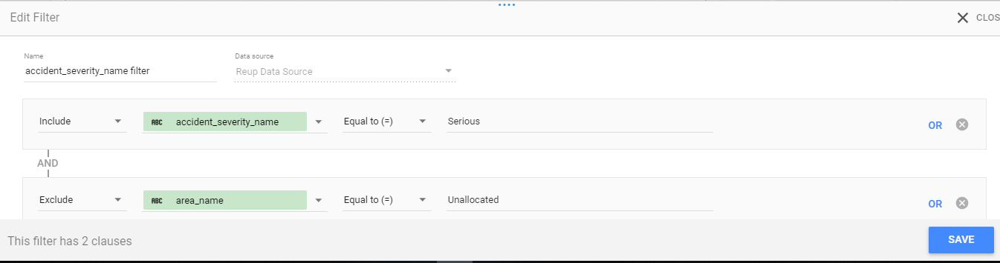 Edit Filter
CLOS
Name
Data source
accident_severity_name filter
Reup Data Source
Include
ABC
accident_severity_name
Equal to (=)
Serious
OR
AND
Exclude
ABC
area_name
Equal to (=)
Unallocated
OR
This filter has 2 clauses
SAVE